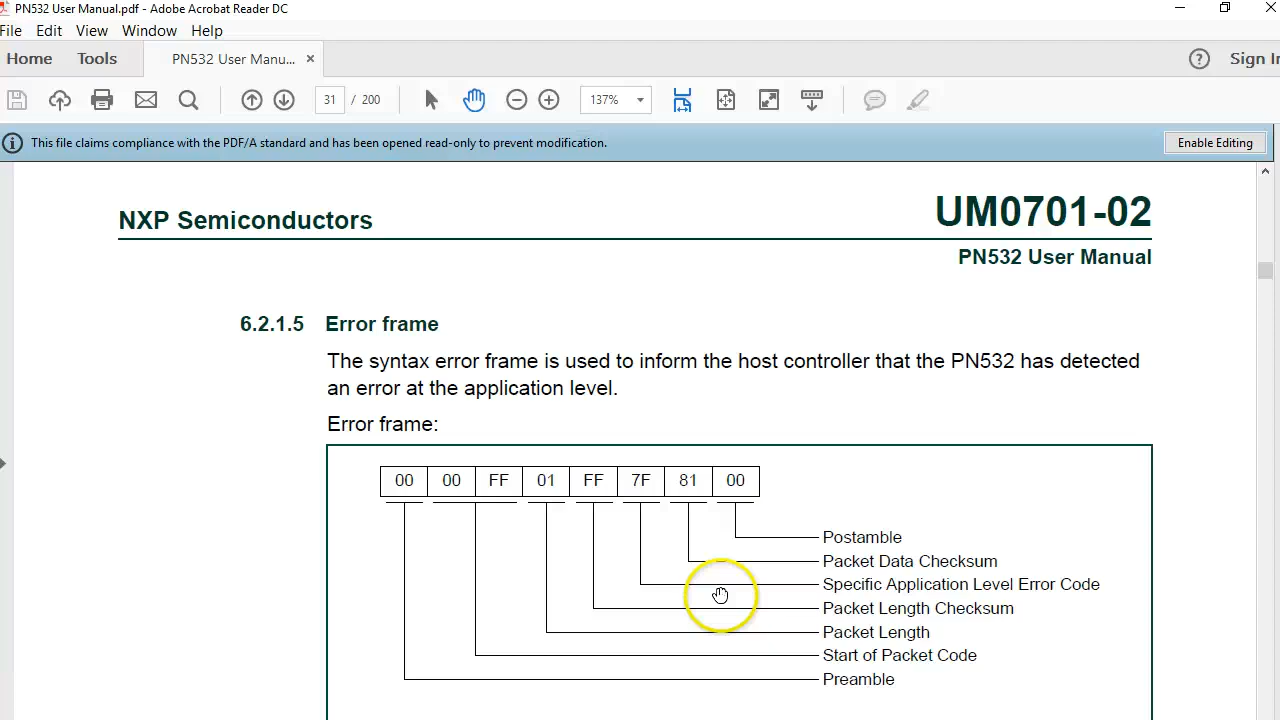 PN532 User Manual.pdf - Adobe Acrobat Reader DC
File Edit View Window Help
Home Tools PN532 User Manu... × ? Sign In
31 / 200 137%
This file claims compliance with the PDF/A standard and has been opened read-only to prevent modification. Enable Editing
NXP Semiconductors UM0701-02
PN532 User Manual
6.2.1.5 Error frame
The syntax error frame is used to inform the host controller that the PN532 has detected
an error at the application level.
Error frame:
00 00 FF 01 FF 7F 81 00
Postamble
Packet Data Checksum
Specific Application Level Error Code
Packet Length Checksum
Packet Length
Start of Packet Code
Preamble